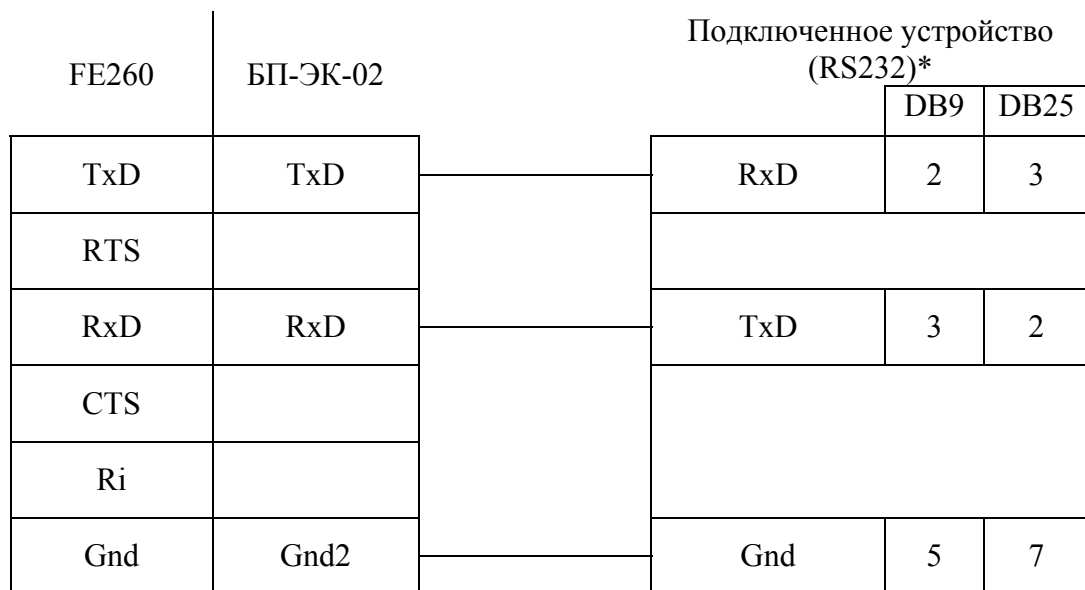 Подключенное устройство
(RS232)*
FE260 БП-ЭК-02
DB9 DB25
TxD TxD RxD 2 3
RTS
RxD RxD TxD 3 2
CTS
Ri
Gnd Gnd2 Gnd 5 7